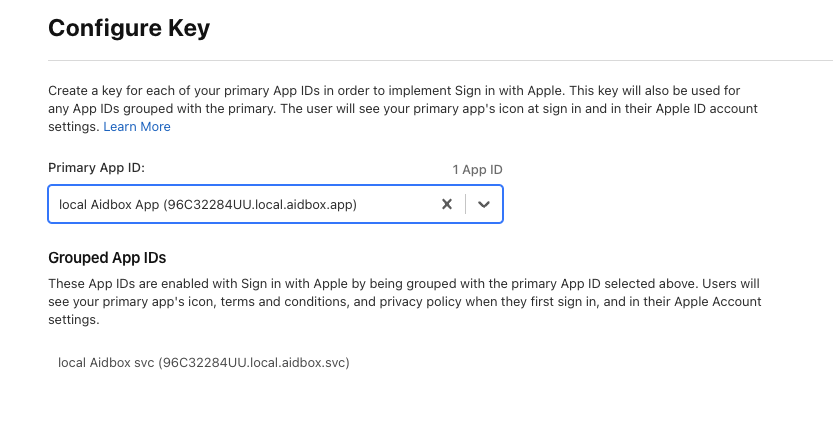 Configure Key
Create a key for each of your primary App IDs in order to implement Sign in with Apple. This key will also be used for
any App IDs grouped with the primary. The user will see your primary app's icon at sign in and in their Apple ID account
settings. Learn More
Primary App ID:
1 App ID
local Aidbox App (96C32284UU.local.aidbox.app)
Grouped App IDs
These App IDs are enabled with Sign in with Apple by being grouped with the primary App ID selected above. Users will
see your primary app's icon, terms and conditions, and privacy policy when they first sign in, and in their Apple Account
settings.
local Aidbox svc (96C32284UU.local.aidbox.svc)